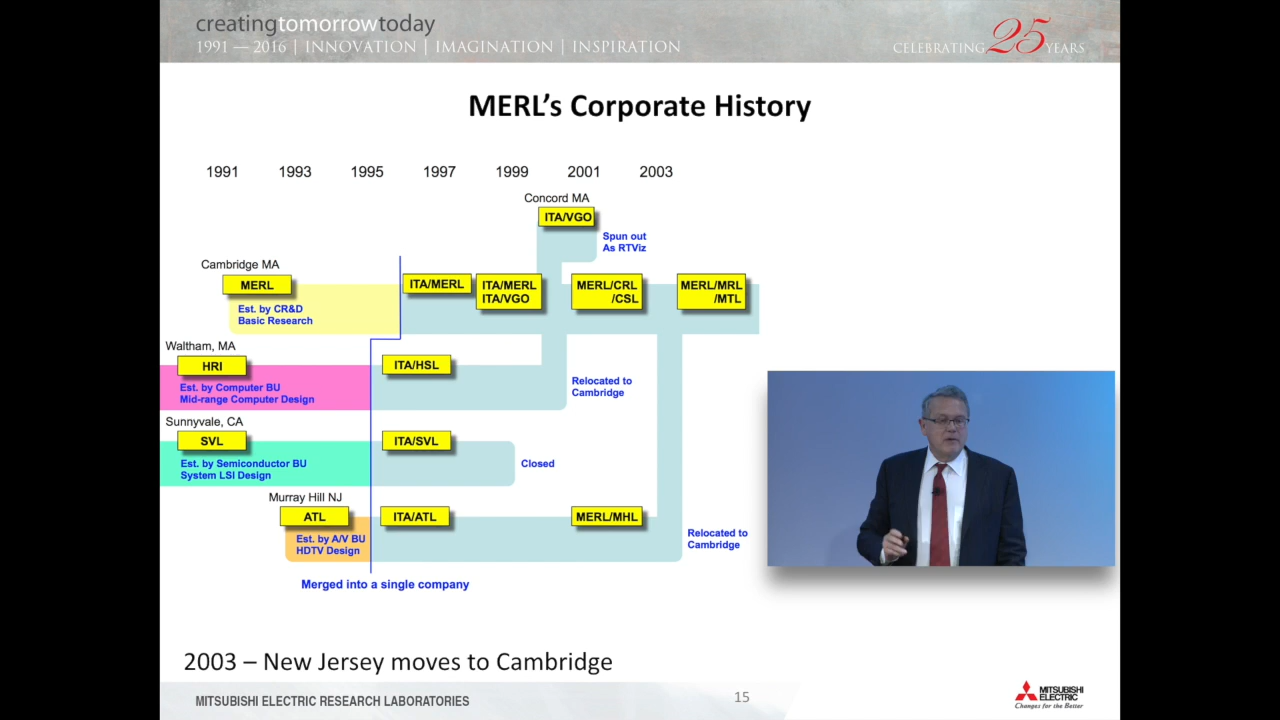 creatingtomorrowtoday
1991 — 2016 | INNOVATION | IMAGINATION | INSPIRATION
CELEBRATING 25 YEARS
MERL's Corporate History
1991 1993 1995 1997 1999 2001 2003
Concord MA
ITA/VGO
Spun out
As RTViz
Cambridge MA
MERL
Est. by CR&D
Basic Research
ITA/MERL
ITA/MERL
ITA/VGO
MERL/CRL
/CSL
MERL/MRL
/MTL
Waltham, MA
HRI
Est. by Computer BU
Mid-range Computer Design
ITA/HSL
Relocated to
Cambridge
Sunnyvale, CA
SVL
Est. by Semiconductor BU
System LSI Design
ITA/SVL
Closed
Murray Hill NJ
ATL
Est. by A/V BU
HDTV Design
ITA/ATL
MERL/MHL
Relocated to
Cambridge
Merged into a single company
2003 – New Jersey moves to Cambridge
MITSUBISHI ELECTRIC RESEARCH LABORATORIES
15
MITSUBISHI
ELECTRIC
Changes for the Better